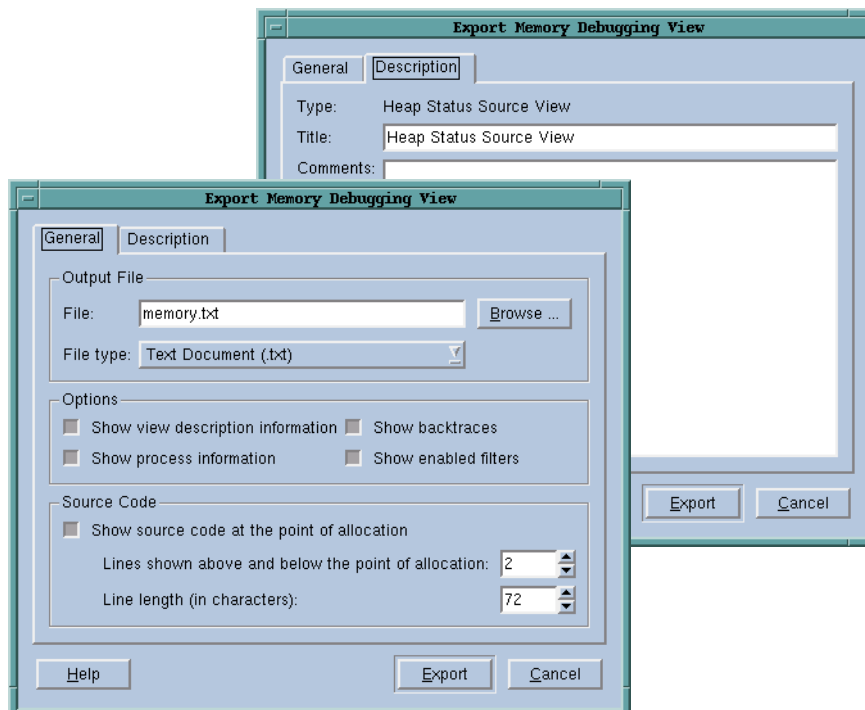 Export Memory Debugging View
General Description
Type: Heap Status Source View
Title: Heap Status Source View
Comments:
Export Cancel
Export Memory Debugging View
General Description
Output File
File: memory.txt Browse ...
File type: Text Document (.txt)
Options
Show view description information Show backtraces
Show process information Show enabled filters
Source Code
Show source code at the point of allocation
Lines shown above and below the point of allocation: 2
Line length (in characters): 72
Help Export Cancel